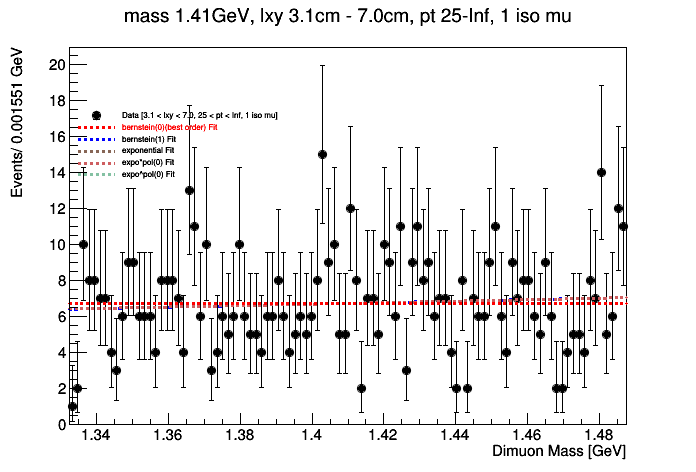 mass 1.41GeV, lxy 3.1cm - 7.0cm, pt 25-Inf, 1 iso mu
Events/ 0.001551 GeV
20
18
16
14
12
10
8
6
4
2
0
Data [3.1 < lxy < 7.0, 25 < pt < Inf, 1 iso mu]
bernstein(0)(best order) Fit
bernstein(1) Fit
exponential Fit
expo*pol(0) Fit
expo^pol(0) Fit
1.34
1.36
1.38
1.4
1.42
1.44
1.46
1.48
Dimuon Mass [GeV]